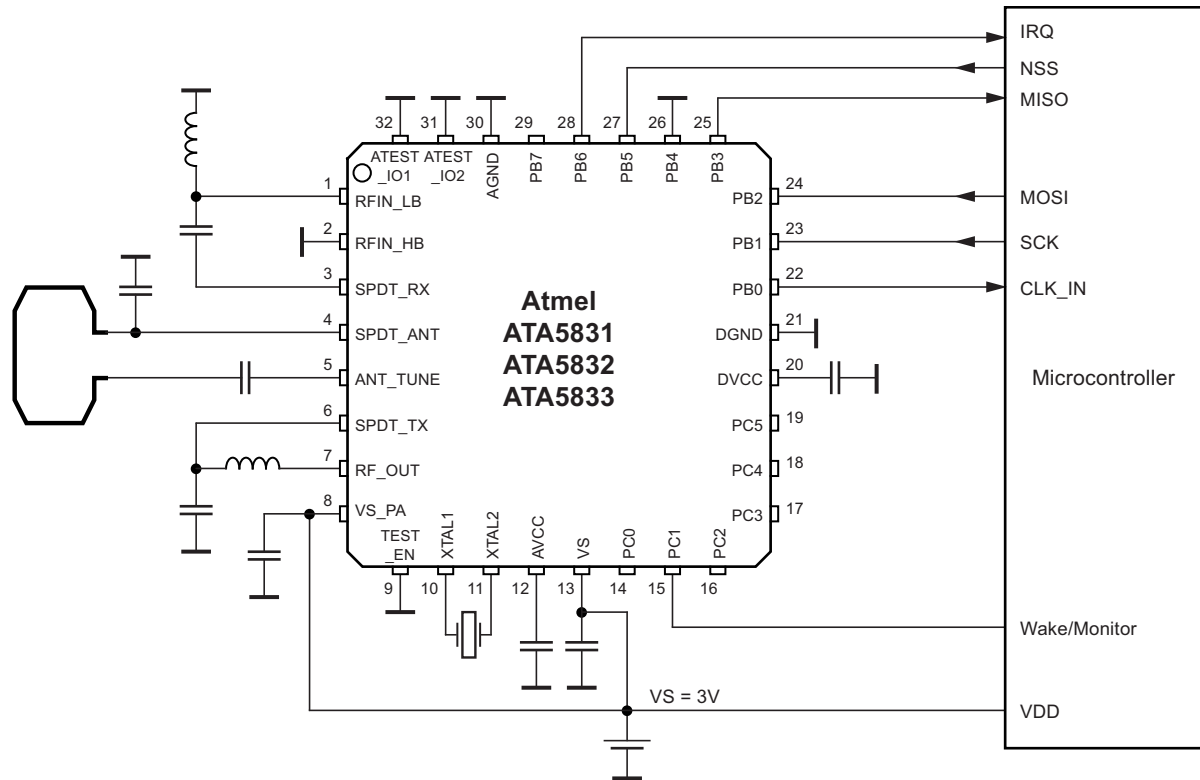 IRQ
NSS
MISO
32 31 30 29 28 27 26 25
ATEST
_IO1
ATEST
_IO2
AGND
PB7
PB6
PB5
PB4
PB3
1 RFIN_LB
2 RFIN_HB
3 SPDT_RX
4 SPDT_ANT
5 ANT_TUNE
6 SPDT_TX
7 RF_OUT
8 VS_PA
Atmel
ATA5831
ATA5832
ATA5833
PB2 24 MOSI
PB1 23 SCK
PB0 22 CLK_IN
DGND 21
DVCC 20
PC5 19
PC4 18
PC3 17
Microcontroller
TEST
_EN
XTAL1
XTAL2
AVCC
VS
PC0
PC1
PC2
9 10 11 12 13 14 15 16
Wake/Monitor
VS = 3V
VDD